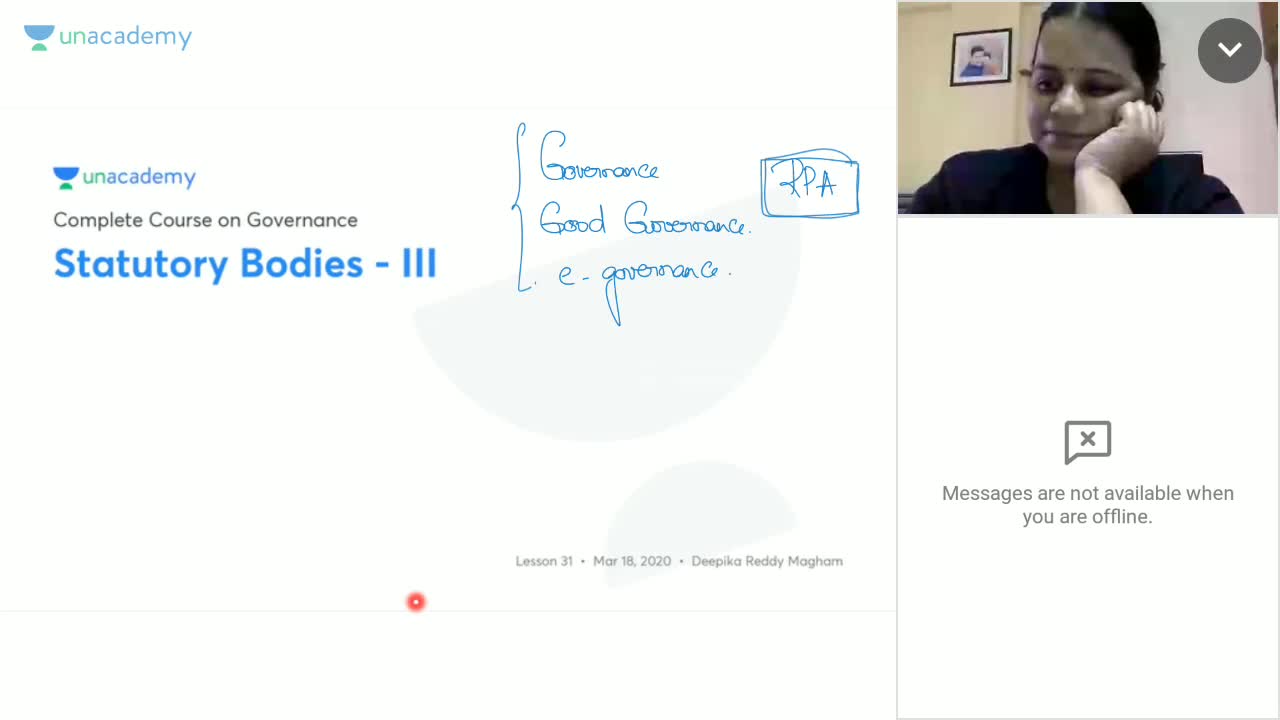 unacademy
unacademy
Complete Course on Governance
Statutory Bodies - III
Governance
Good Governance.
e-governance.
RPA
Lesson 31 • Mar 18, 2020 • Deepika Reddy Magham
Messages are not available when
you are offline.